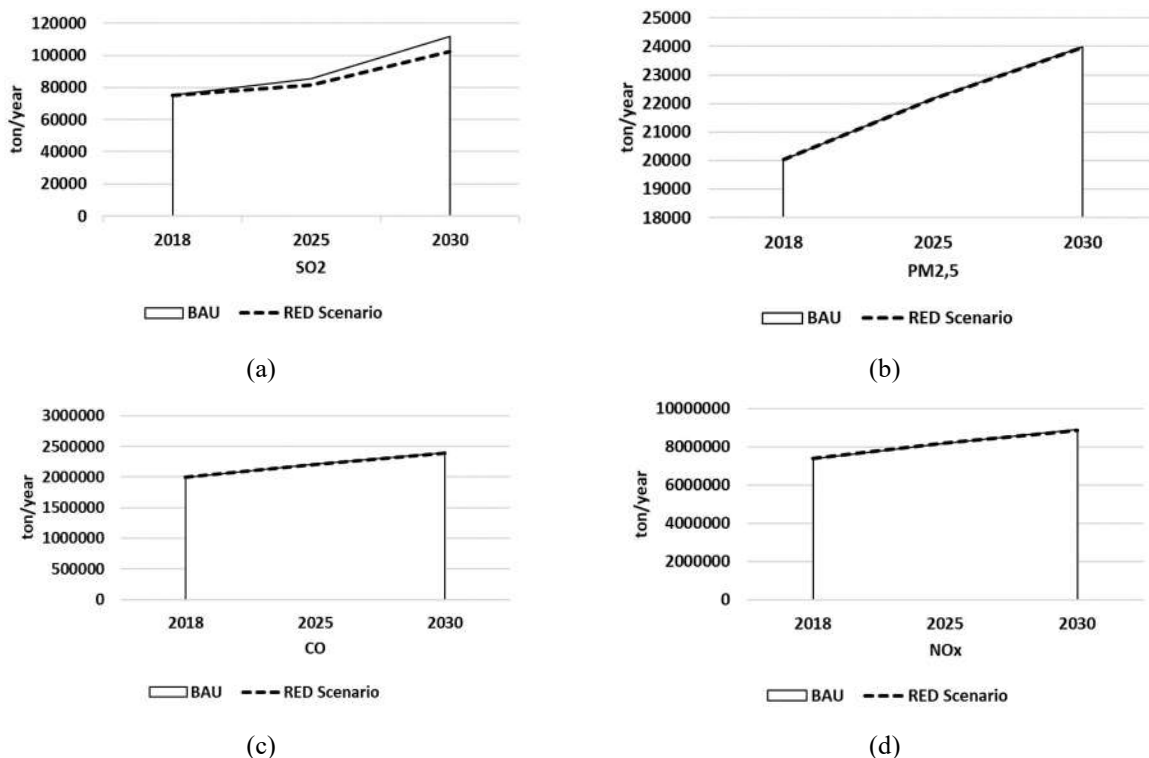 120000
100000
80000
60000
40000
20000
0
ton/year
2018 2025 2030
SO2
BAU RED Scenario
(a)
25000
24000
23000
22000
21000
20000
19000
18000
ton/year
2018 2025 2030
PM2,5
BAU RED Scenario
(b)
3000000
2500000
2000000
1500000
1000000
500000
0
ton/year
2018 2025 2030
CO
BAU RED Scenario
(c)
10000000
8000000
6000000
4000000
2000000
0
ton/year
2018 2025 2030
NOx
BAU RED Scenario
(d)